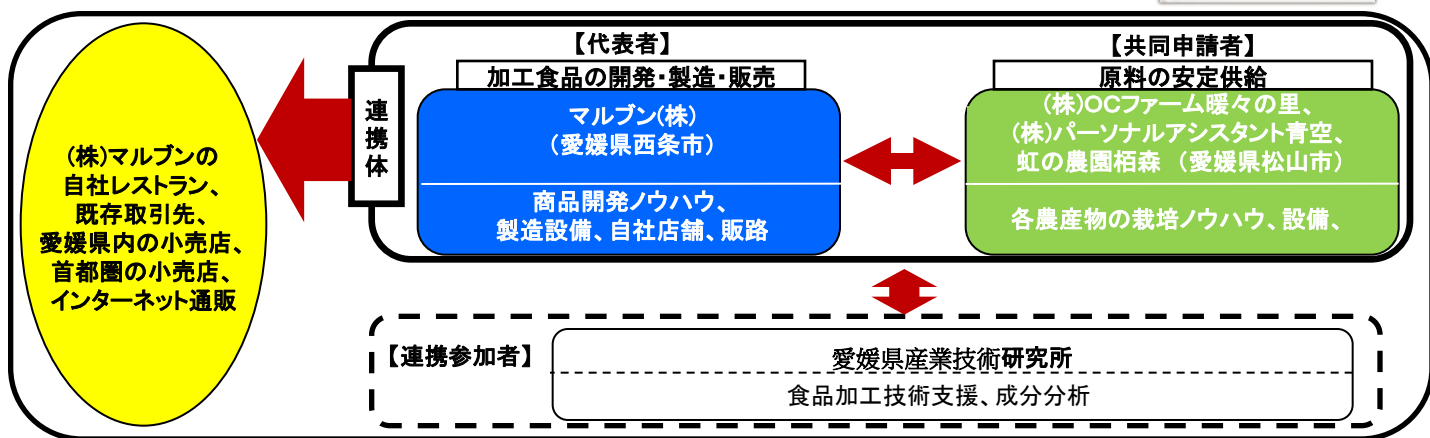 (株)マルブンの
自社レストラン、
既存取引先、
愛媛県内の小売店、
首都圏の小売店、
インターネット通販
連
携
体
【代表者】
加工食品の開発・製造・販売
マルブン(株)
(愛媛県西条市)
商品開発ノウハウ、
製造設備、自社店舗、販路
【共同申請者】
原料の安定供給
(株)OCファーム暖々の里、
(株)パーソナルアシスタント青空、
虹の農園栢森 (愛媛県松山市)
各農産物の栽培ノウハウ、設備、
【連携参加者】
愛媛県産業技術研究所
食品加工技術支援、成分分析